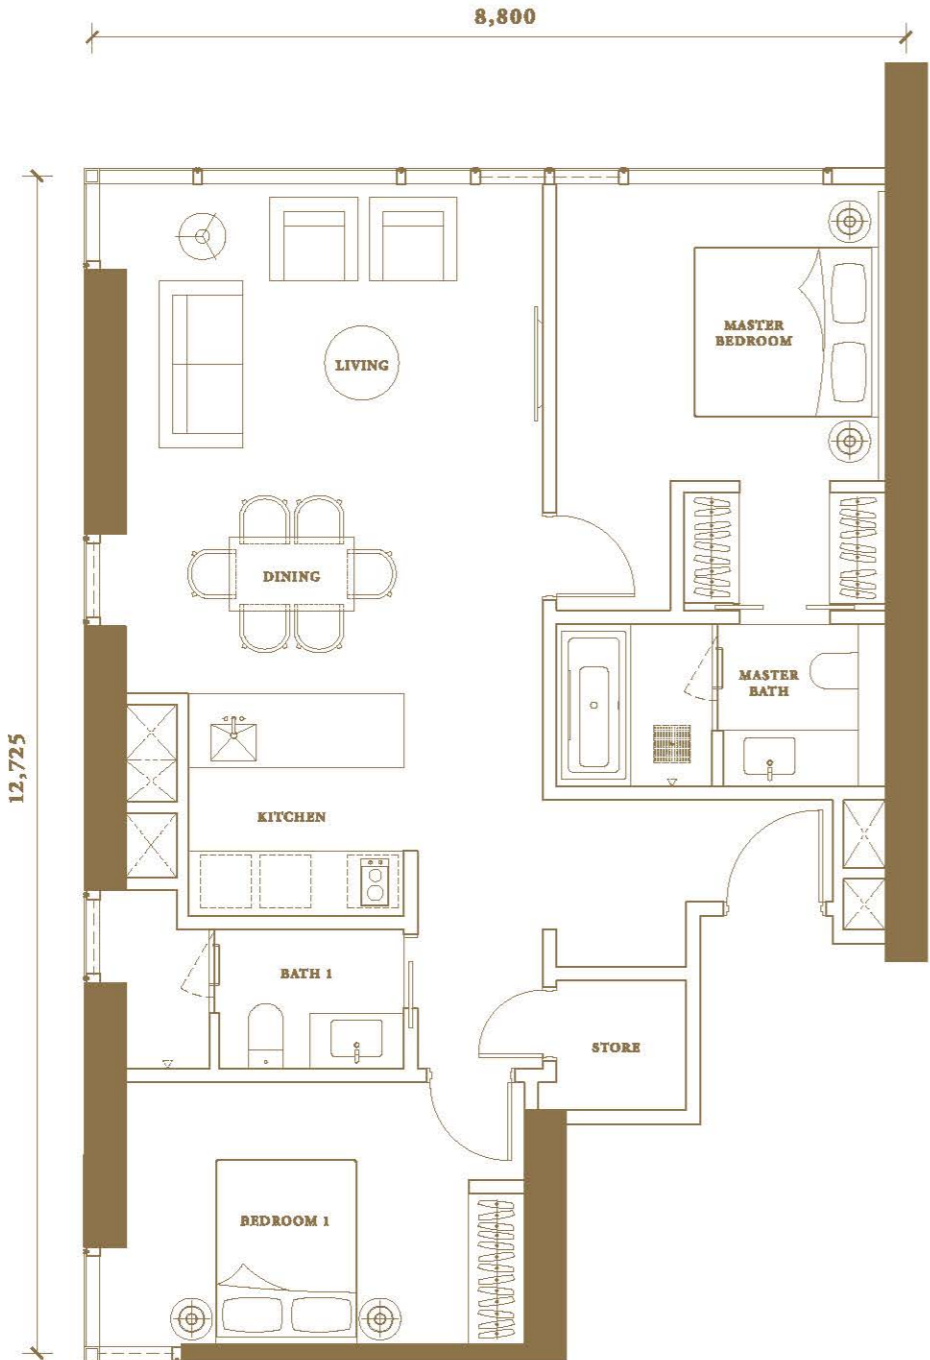 8,800
MASTER
BEDROOM
LIVING
DINING
MASTER
BATH
12,725
KITCHEN
BATH 1
STORE
BEDROOM 1